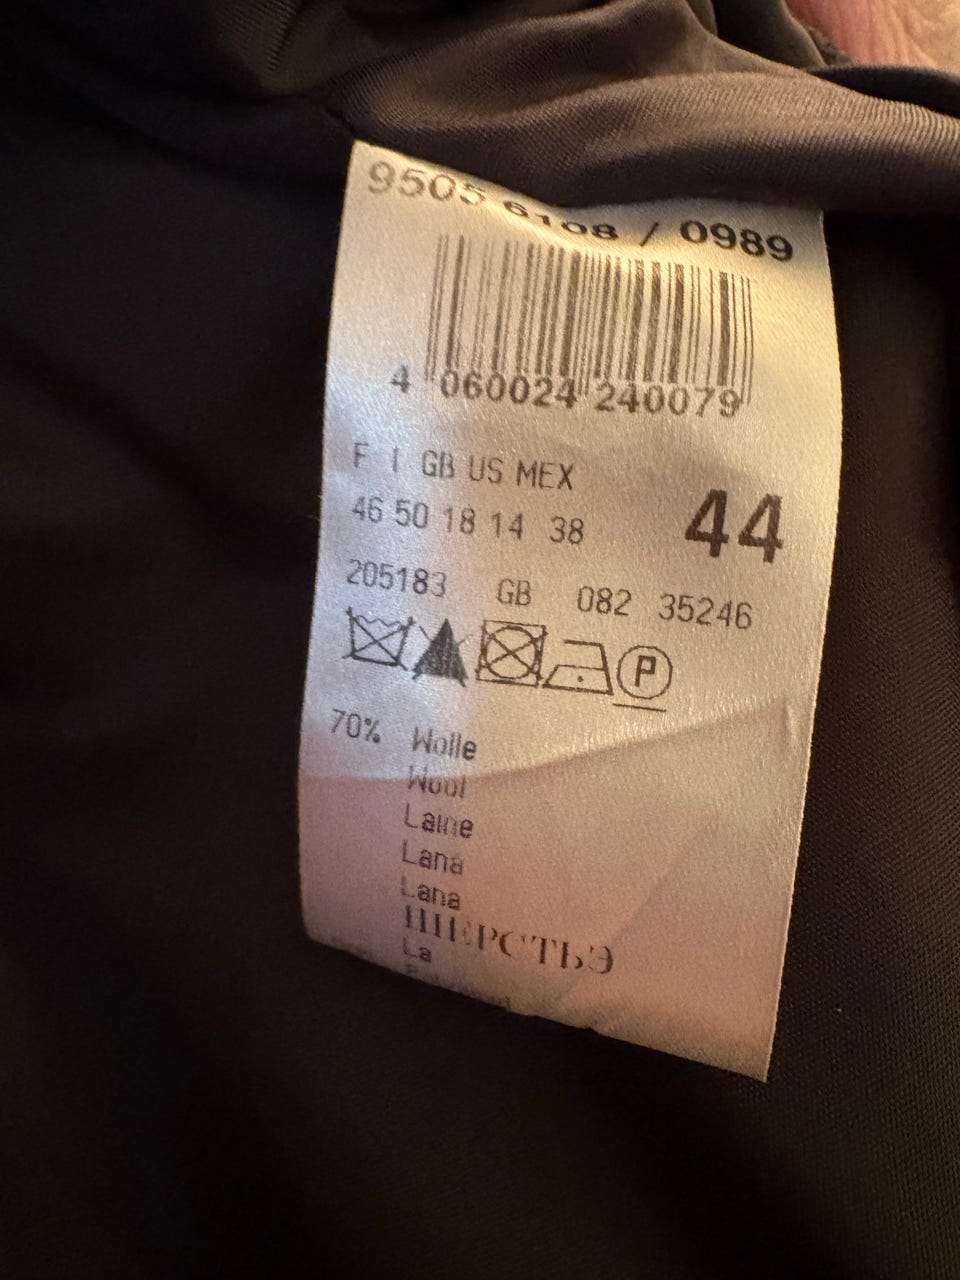 9505 6108 / 0989
4 060024 240079
F I GB US MEX
46 50 18 14 38 44
205183 GB 082 35246
P
70% Wolle
Wool
Laine
Lana
Lana
ШЕРСТЬЭ
La